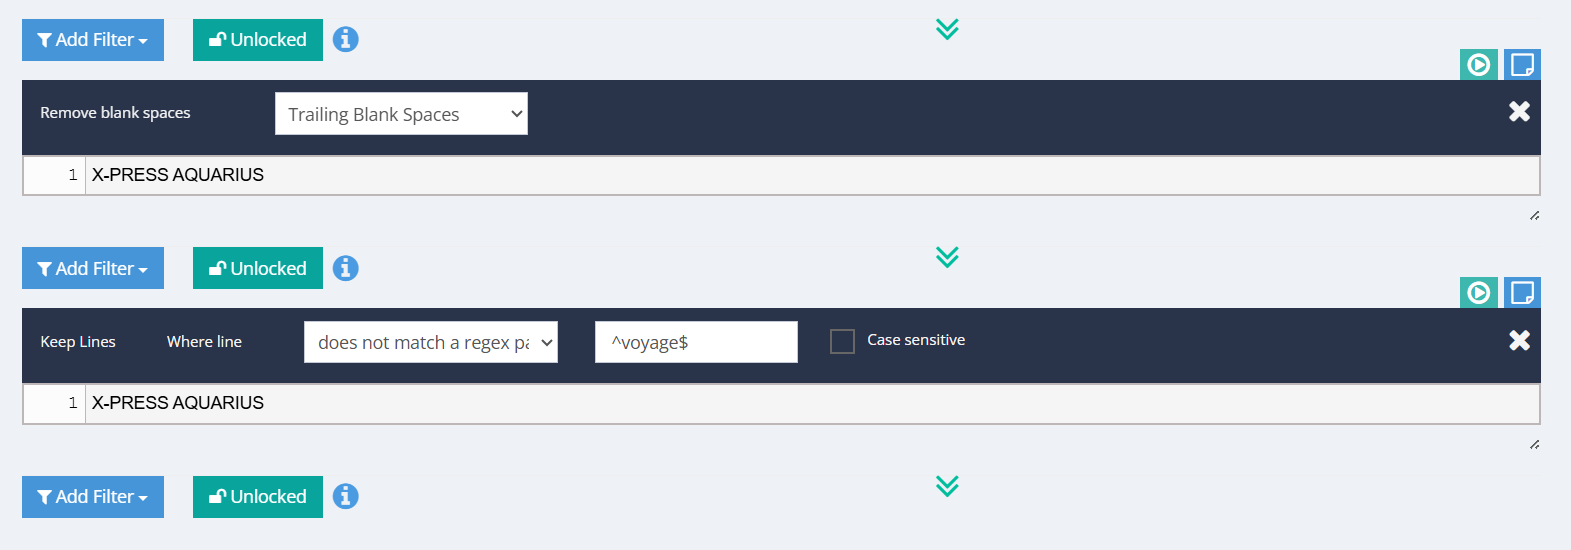 Add Filter Unlocked
Remove blank spaces Trailing Blank Spaces
1 X-PRESS AQUARIUS
Add Filter Unlocked
Keep Lines Where line does not match a regex pa ^voyage$ Case sensitive
1 X-PRESS AQUARIUS
Add Filter Unlocked